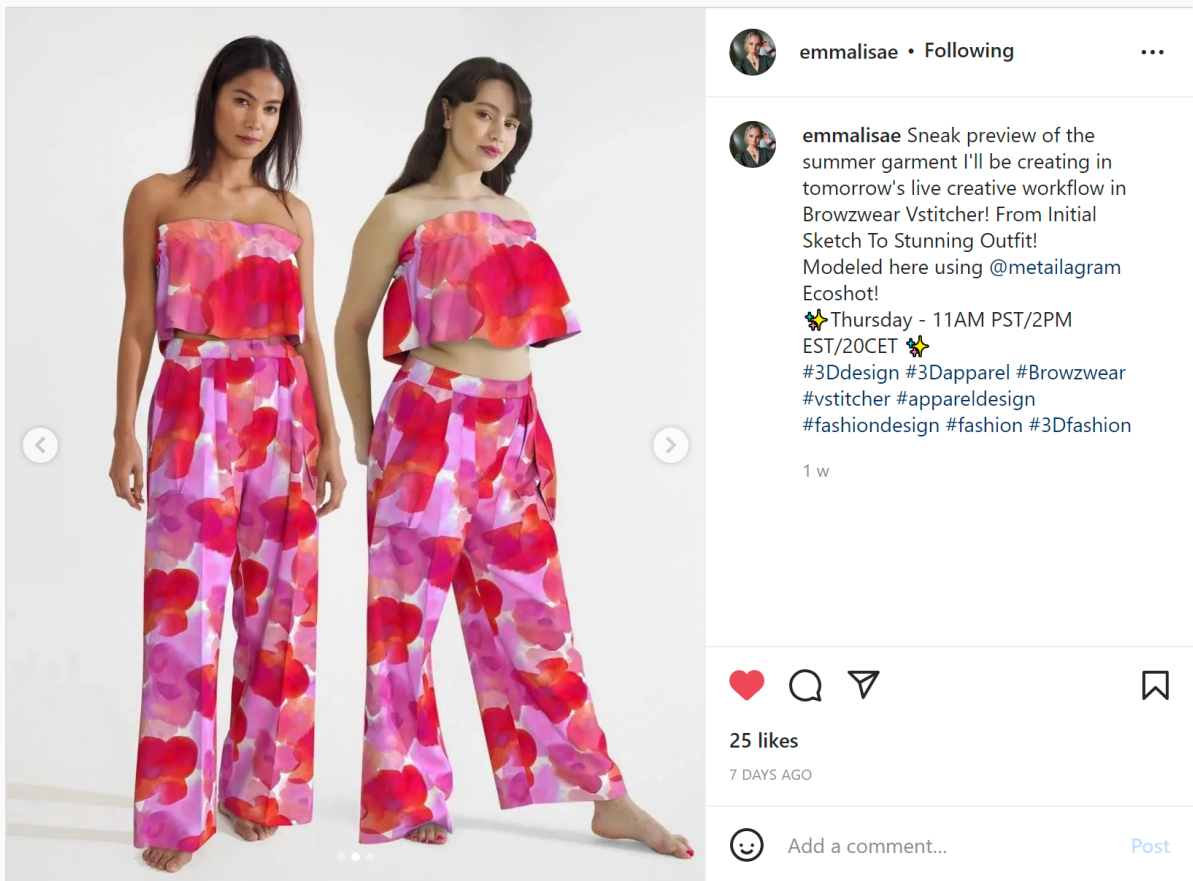 emmalisae • Following
emmalisae Sneak preview of the
summer garment I'll be creating in
tomorrow's live creative workflow in
Browzwear Vstitcher! From Initial
Sketch To Stunning Outfit!
Modeled here using @metailagram
Ecoshot!
✨Thursday - 11AM PST/2PM
EST/20CET ✨
#3Ddesign #3Dapparel #Browzwear
#vstitcher #appareldesign
#fashiondesign #fashion #3Dfashion
1 w
25 likes
7 DAYS AGO
Add a comment... Post